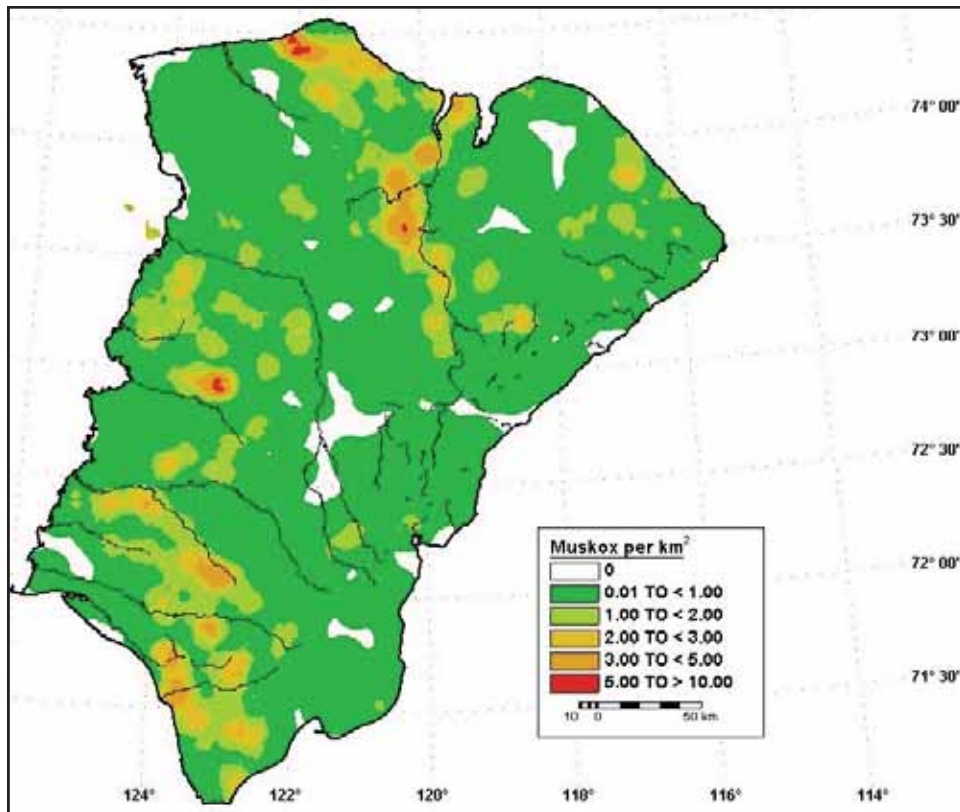 74° 00'
73° 30'
73° 00'
72° 30'
72° 00'
71° 30'
Muskox per km²
0
0.01 TO < 1.00
1.00 TO < 2.00
2.00 TO < 3.00
3.00 TO < 5.00
5.00 TO > 10.00
10 0 50 km
124° 122° 120° 118° 116° 114°